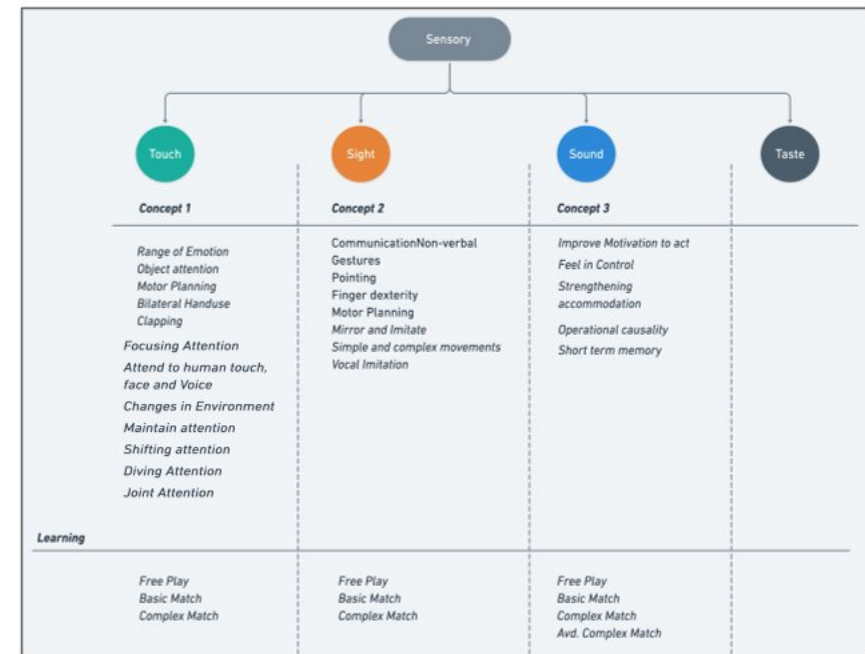 Sensory
Touch
Sight
Sound
Taste
Concept 1
Concept 2
Concept 3
Range of Emotion
Object attention
Motor Planning
Bilateral Handuse
Clapping
Focusing Attention
Attend to human touch,
face and Voice
Changes in Environment
Maintain attention
Shifting attention
Diving Attention
Joint Attention
CommunicationNon-verbal
Gestures
Pointing
Finger dexterity
Motor Planning
Mirror and Imitate
Simple and complex movements
Vocal Imitation
Improve Motivation to act
Feel in Control
Strengthening
accommodation
Operational causality
Short term memory
Learning
Free Play
Basic Match
Complex Match
Free Play
Basic Match
Complex Match
Free Play
Basic Match
Complex Match
Avd. Complex Match